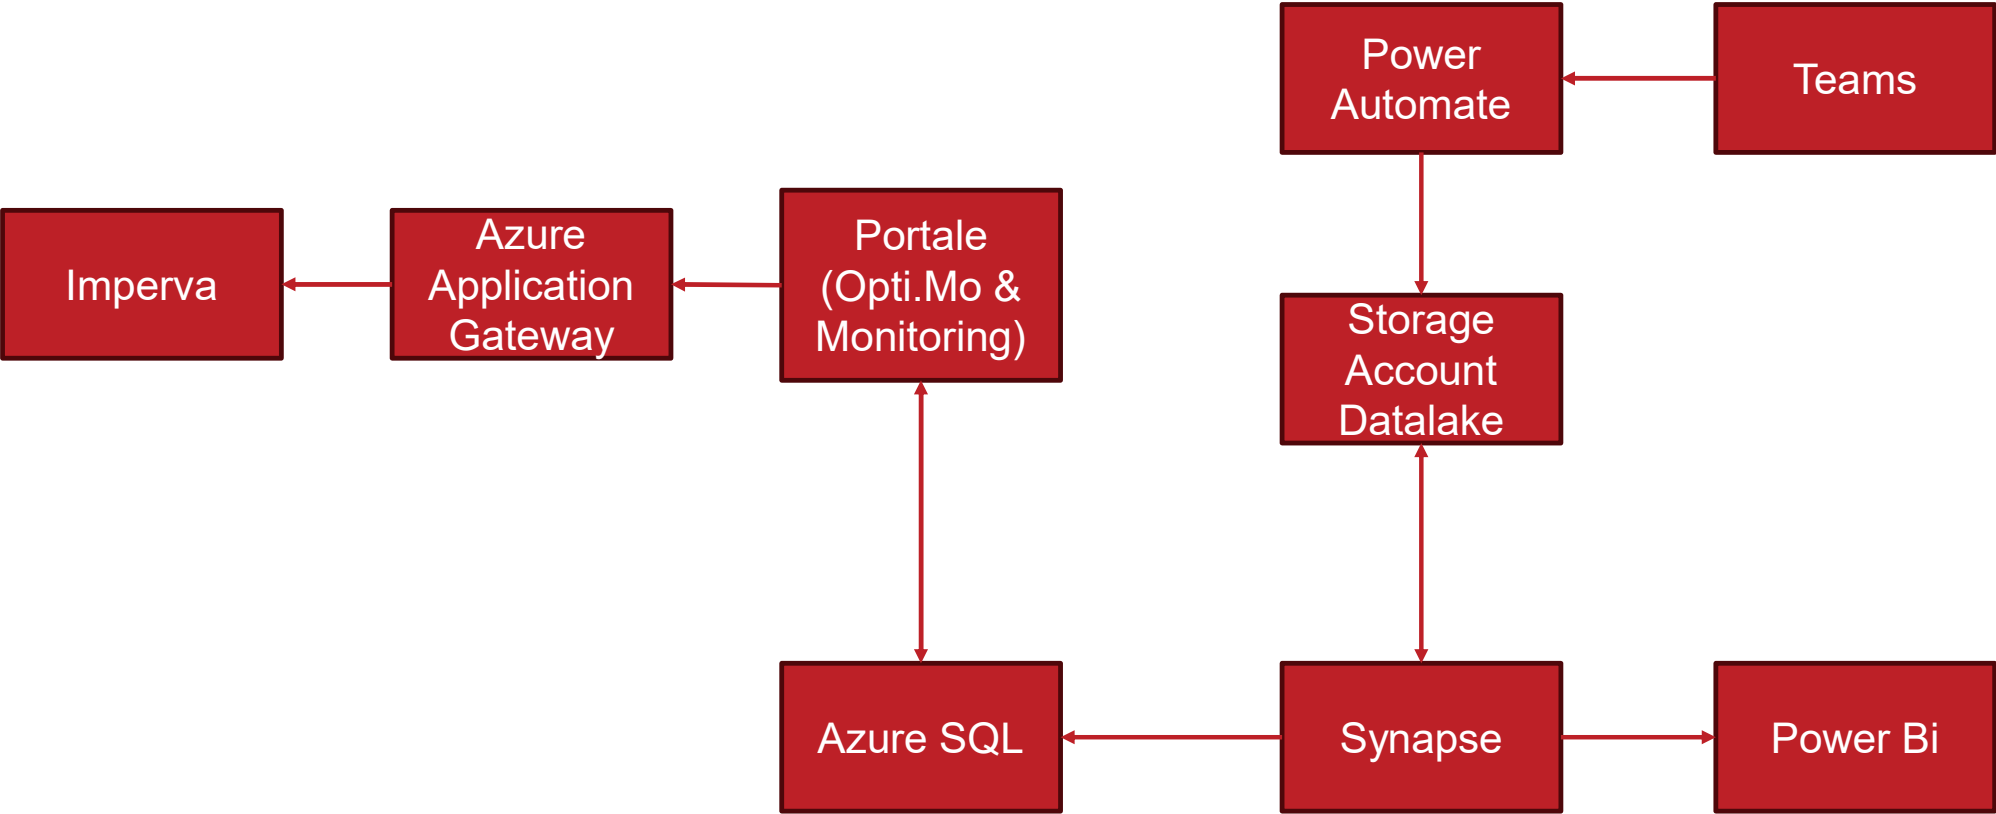 Power
Automate
Teams
Imperva
Azure
Application
Gateway
Portale
(Opti.Mo &
Monitoring)
Storage
Account
Datalake
Azure SQL
Synapse
Power Bi